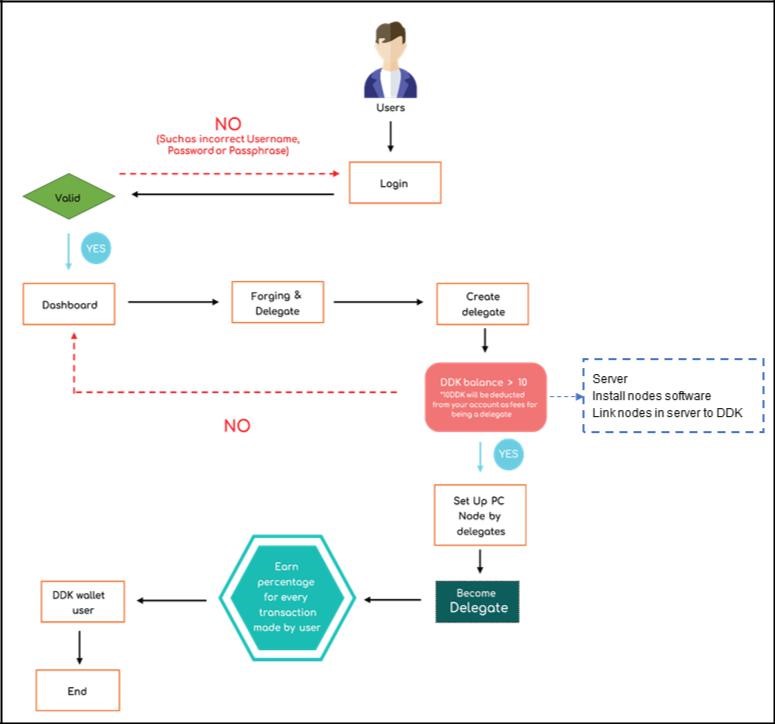 Users
NO
(Suchas incorrect Username,
Password or Passphrase)
Login
Valid
YES
Dashboard
Forging &
Delegate
Create
delegate
DDK balance > 10
*10DDK will be deducted
from your account as fees for
being a delegate
Server
Install nodes software
Link nodes in server to DDK
NO
YES
Set Up PC
Node by
delegates
Earn
percentage
for every
transaction
made by user
DDK wallet
user
Become
Delegate
End